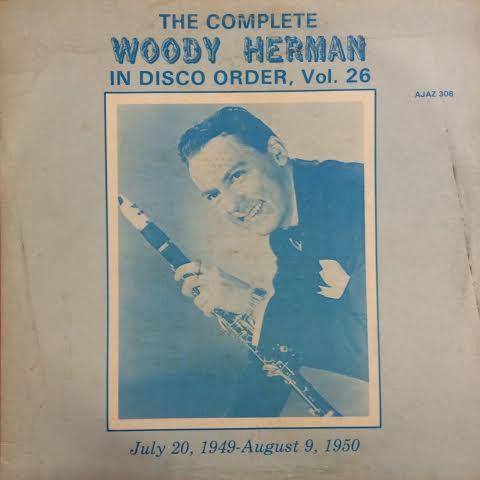 THE COMPLETE
WOODY HERMAN
IN DISCO ORDER, Vol. 26
AJAZ 308
July 20, 1949-August 9, 1950